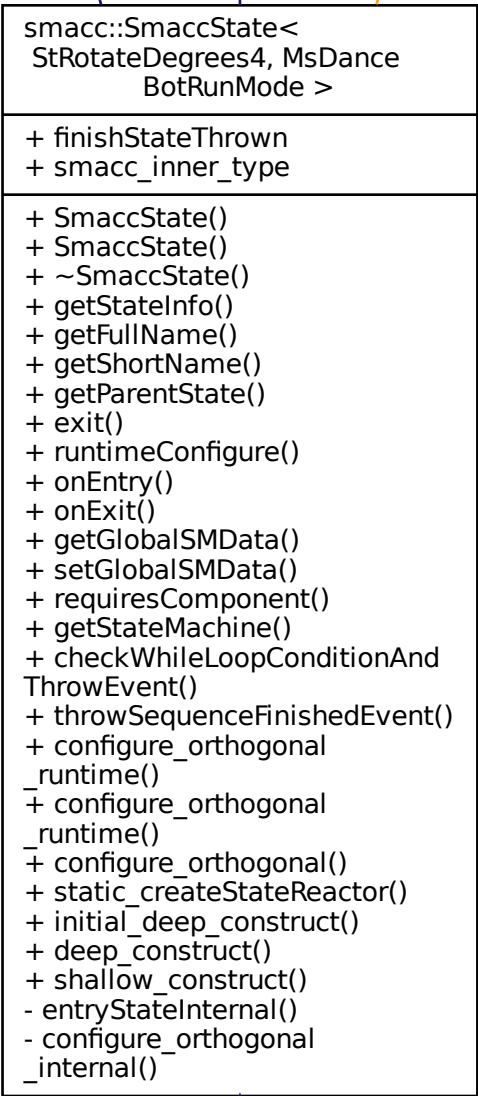 smacc::SmaccState<
StRotateDegrees4, MsDance
BotRunMode >
+ finishStateThrown
+ smacc_inner_type
+ SmaccState()
+ SmaccState()
+ ~SmaccState()
+ getStateInfo()
+ getFullName()
+ getShortName()
+ getParentState()
+ exit()
+ runtimeConfigure()
+ onEntry()
+ onExit()
+ getGlobalSMData()
+ setGlobalSMData()
+ requiresComponent()
+ getStateMachine()
+ checkWhileLoopConditionAnd
ThrowEvent()
+ throwSequenceFinishedEvent()
+ configure_orthogonal
_runtime()
+ configure_orthogonal
_runtime()
+ configure_orthogonal()
+ static_createStateReactor()
+ initial_deep_construct()
+ deep_construct()
+ shallow_construct()
- entryStateInternal()
- configure_orthogonal
_internal()